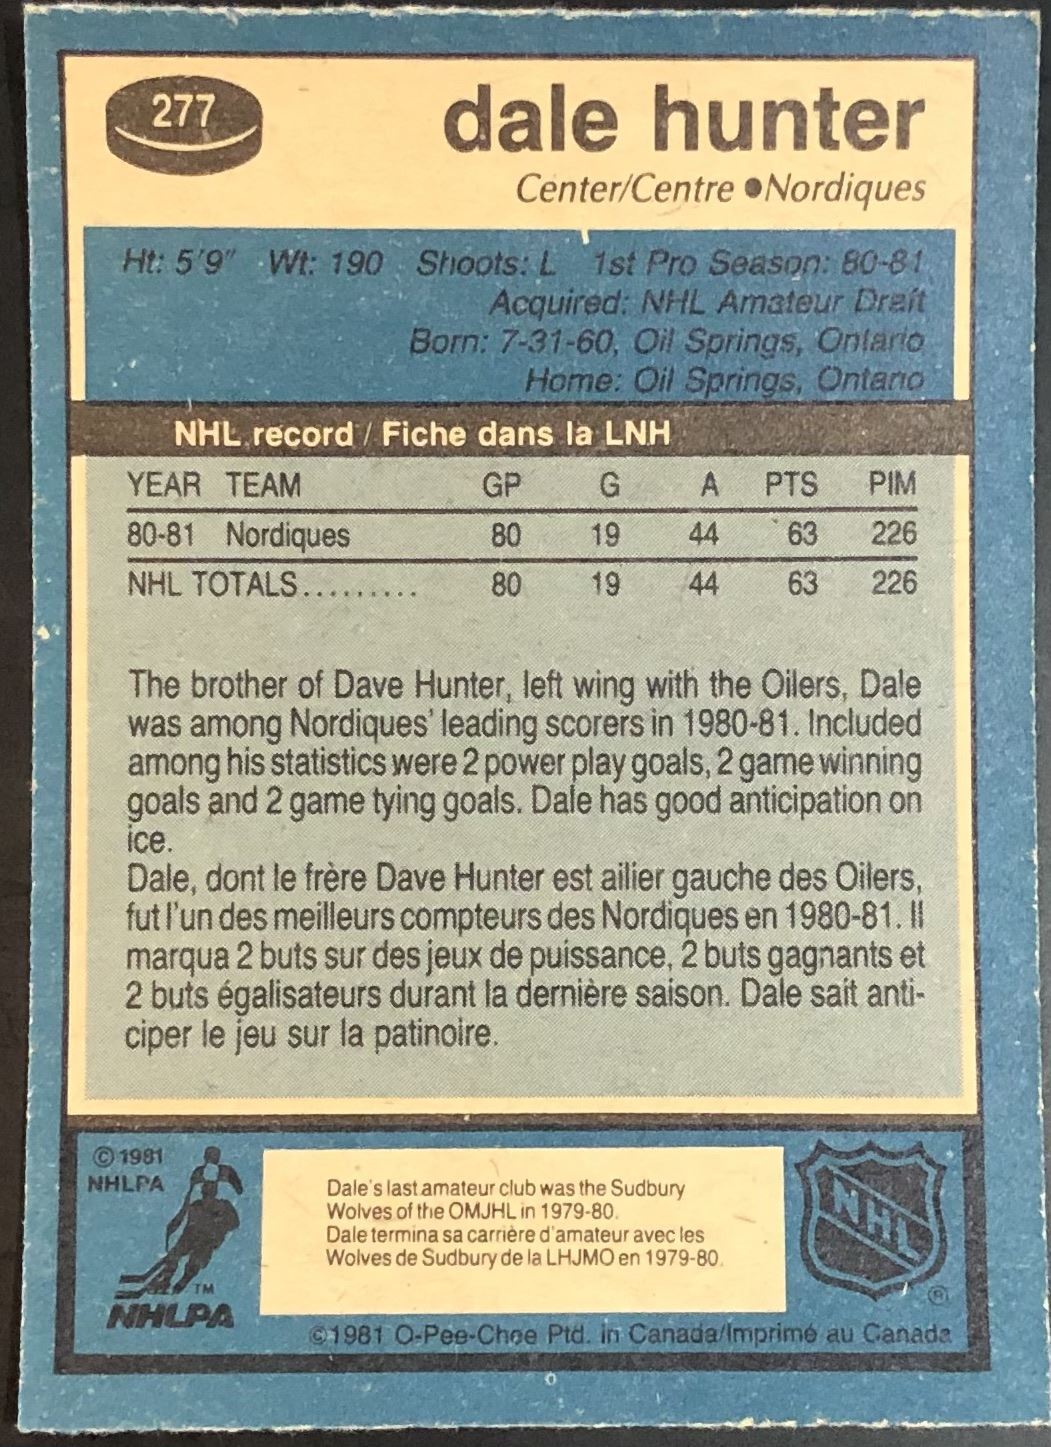 277
dale hunter
Center/Centre ●Nordiques
Ht: 5'9" Wt: 190 Shoots: L 1st Pro Season: 80-81
Acquired: NHL Amateur Draft
Born: 7-31-60, Oil Springs, Ontario
Home: Oil Springs, Ontario
NHL record / Fiche dans la LNH
YEAR TEAM GP G A PTS PIM
80-81 Nordiques 80 19 44 63 226
NHL TOTALS......... 80 19 44 63 226
The brother of Dave Hunter, left wing with the Oilers, Dale
was among Nordiques' leading scorers in 1980-81. Included
among his statistics were 2 power play goals, 2 game winning
goals and 2 game tying goals. Dale has good anticipation on
ice.
Dale, dont le frère Dave Hunter est ailier gauche des Oilers,
fut l'un des meilleurs compteurs des Nordiques en 1980-81. Il
marqua 2 buts sur des jeux de puissance, 2 buts gagnants et
2 buts égalisateurs durant la dernière saison. Dale sait anti-
ciper le jeu sur la patinoire.
© 1981
NHLPA
TM
NHLPA
Dale's last amateur club was the Sudbury
Wolves of the OMJHL in 1979-80.
Dale termina sa carrière d'amateur avec les
Wolves de Sudbury de la LHJMO en 1979-80.
NHL
®
©1981 O-Pee-Chee Ptd. in Canada/Imprimé au Canada